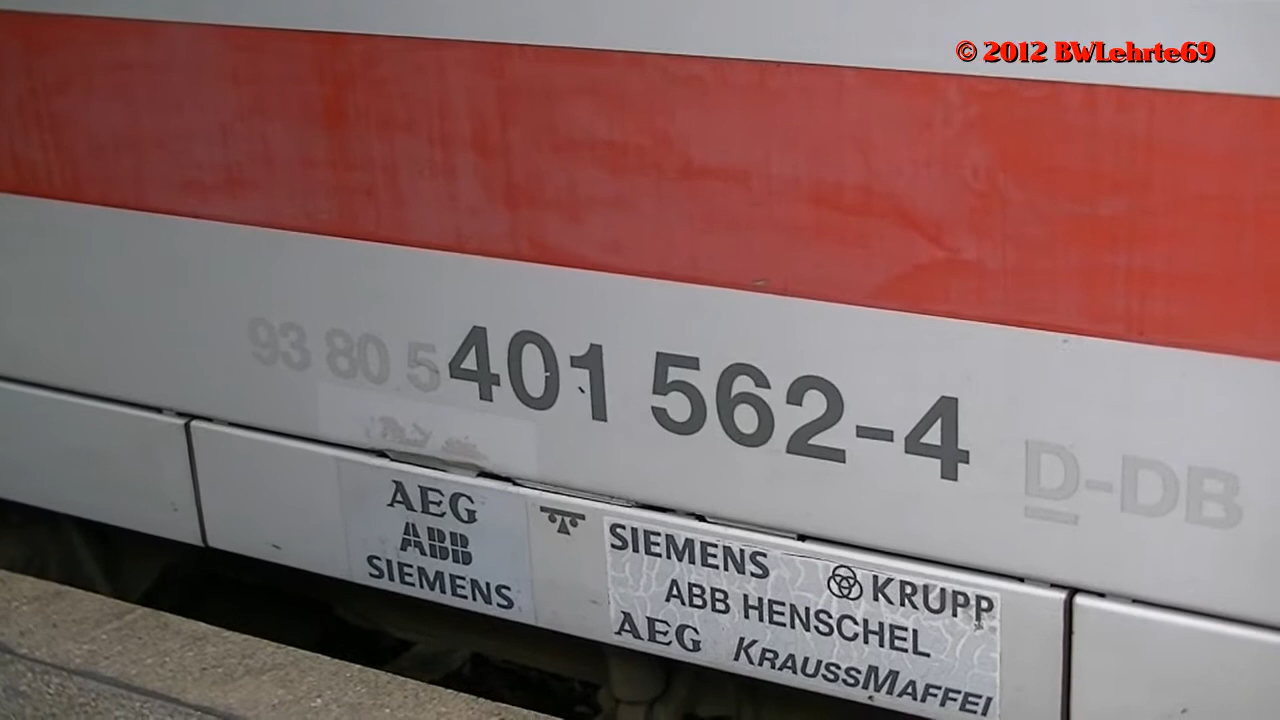 © 2012 BWLehrte69
93 80 5 401 562-4 D-DB
AEG
ABB
SIEMENS
SIEMENS KRUPP
ABB HENSCHEL
AEG KRAUSSMAFFEI